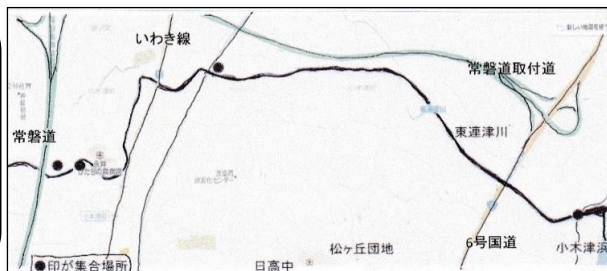 いわき線
常磐道取付道
常磐道
東連津川
6号国道
小木津浜
松ヶ丘団地
日高中
●印が集合場所